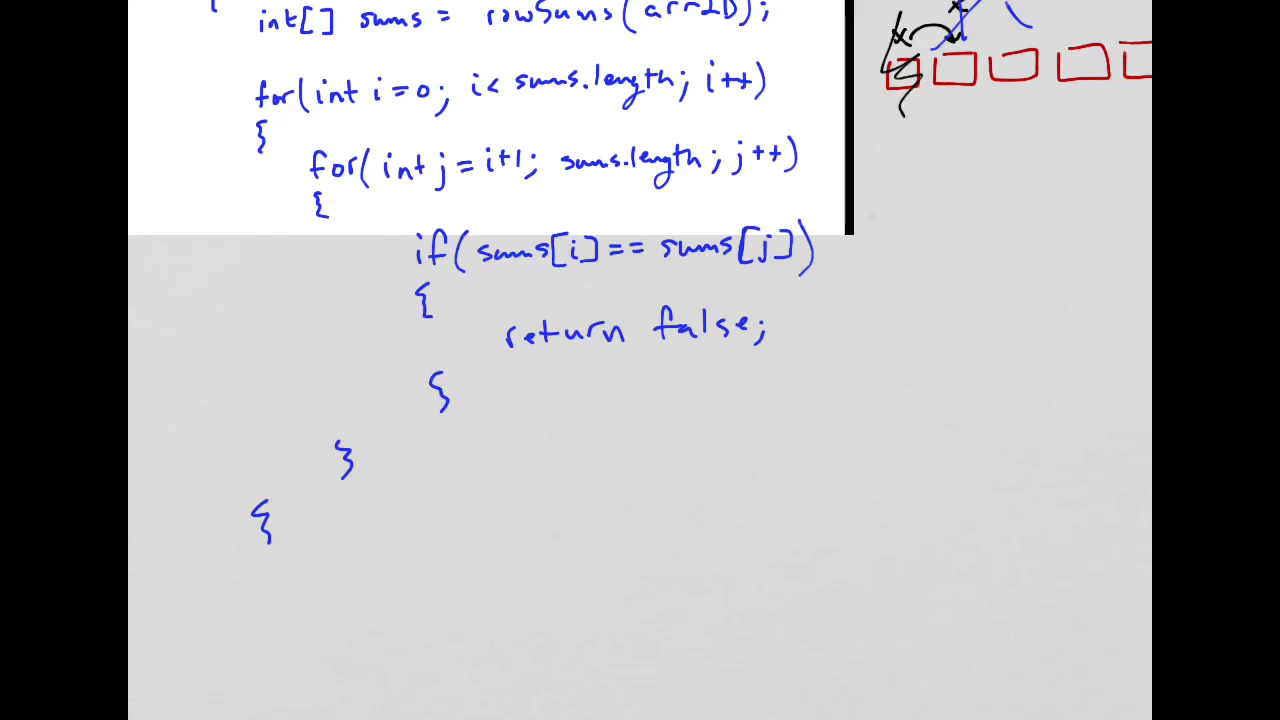 {
int[] sums = rowSums(arr2D);
for(int i=0; i< sums.length; i++)
{
for(int j=i+1; sums.length; j++)
{
if(sums[i]== sums[j])
{
return false;
}
}
{
x
x